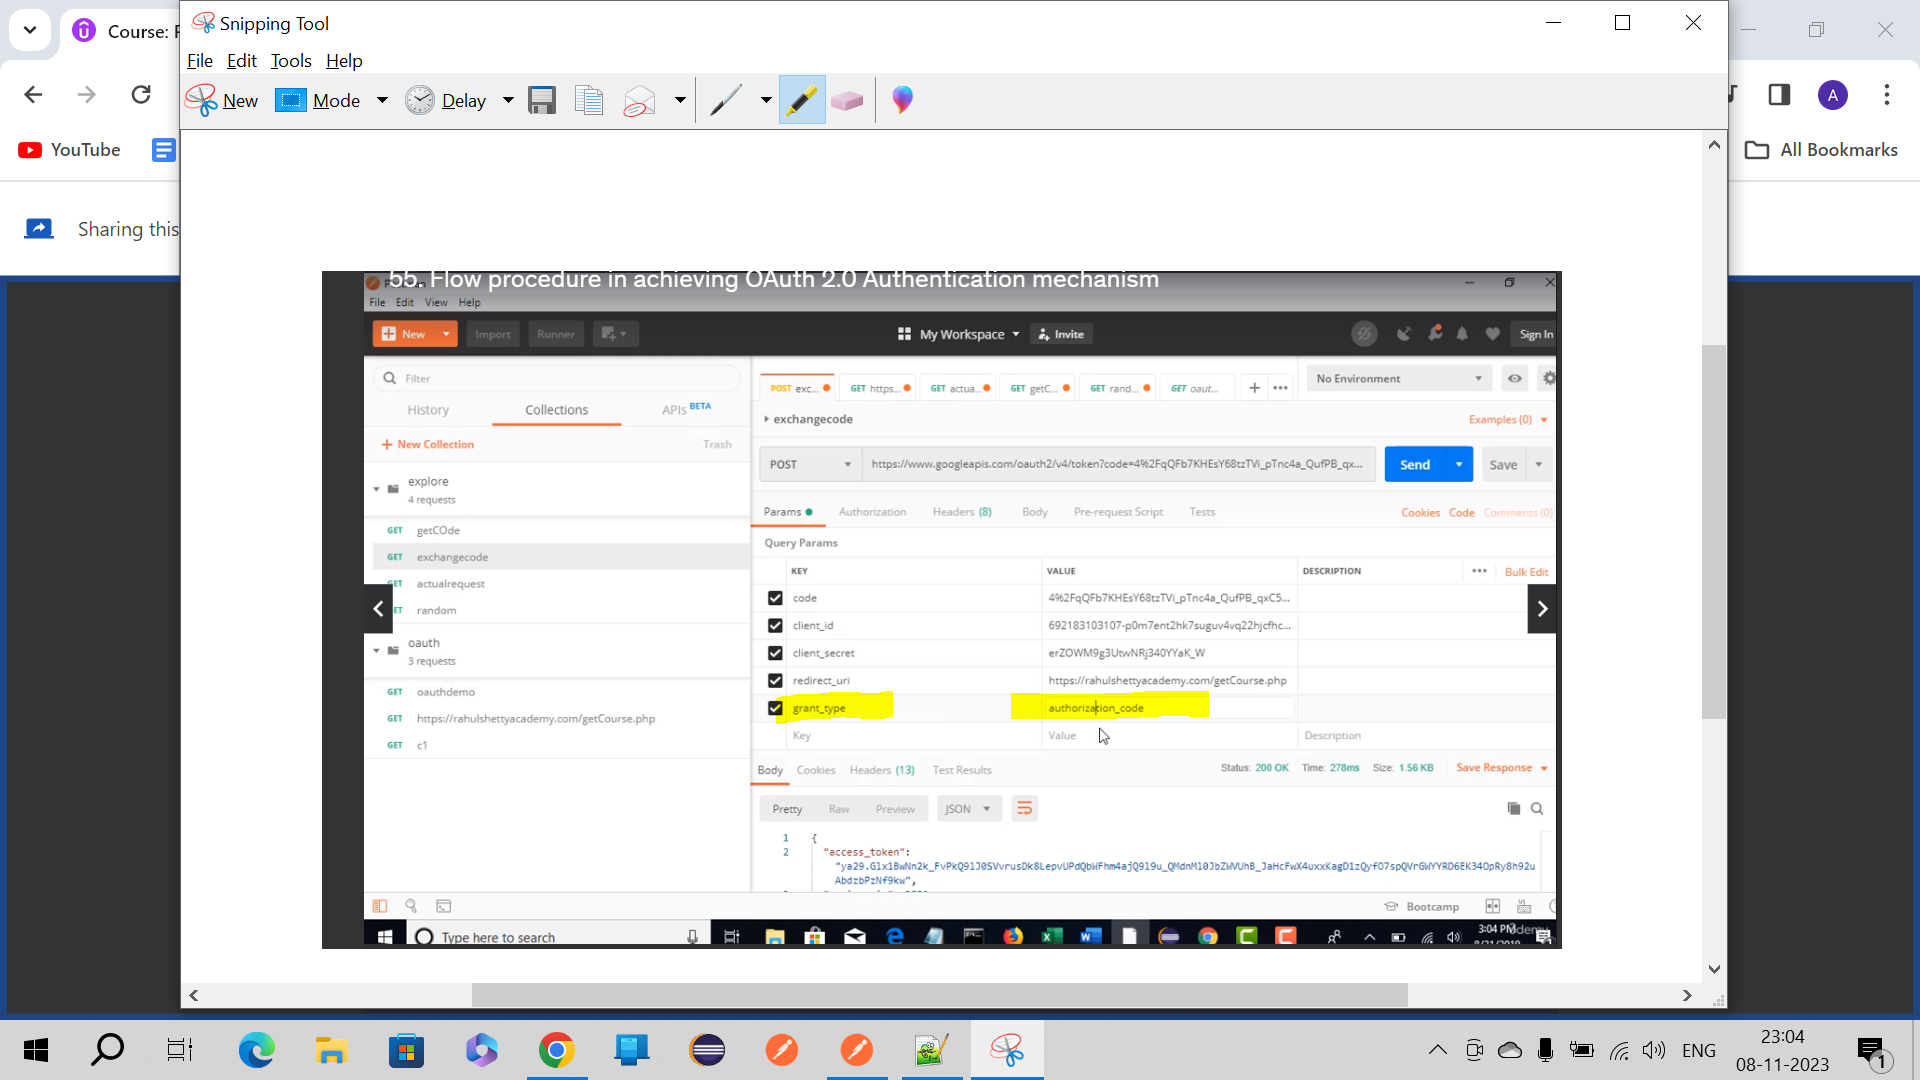 Course: F
Snipping Tool
File Edit Tools Help
New Mode Delay
YouTube
A
All Bookmarks
Sharing this
55. Flow procedure in achieving OAuth 2.0 Authentication mechanism
File Edit View Help
New Import Runner
My Workspace Invite
Sign In
Filter
History Collections APIs BETA
+ New Collection Trash
explore
4 requests
GET getCOde
GET exchangecode
GET actualrequest
random
oauth
3 requests
GET oauthdemo
GET https://rahulshettyacademy.com/getCourse.php
GET c1
POST exc... GET https... GET actua... GET getC... GET rand... GET oaut...
No Environment
exchangecode
Examples (0)
POST https://www.googleapis.com/oauth2/v4/token?code=4%2FqQFb7KHEsY68tzTVi_pTnc4a_QufPB_qx...
Send Save
Params Authorization Headers (8) Body Pre-request Script Tests
Cookies Code Comments (0)
Query Params
KEY VALUE DESCRIPTION
Bulk Edit
code 4%2FqQFb7KHEsY68tzTVi_pTnc4a_QufPB_qxC5...
client_id 692183103107-p0m7ent2hk7suguv4vq22hjcfhc...
client_secret erZOWM9g3UtwNRj340YYaK_W
redirect_uri https://rahulshettyacademy.com/getCourse.php
grant_type authorization_code
Key Value Description
Body Cookies Headers (13) Test Results
Status: 200 OK Time: 278ms Size: 1.56 KB Save Response
Pretty Raw Preview JSON
1 {
2 "access_token":
AbdzbPzNf9kw",
Bootcamp
Type here to search
3:04 PM
ENG
23:04
08-11-2023
1